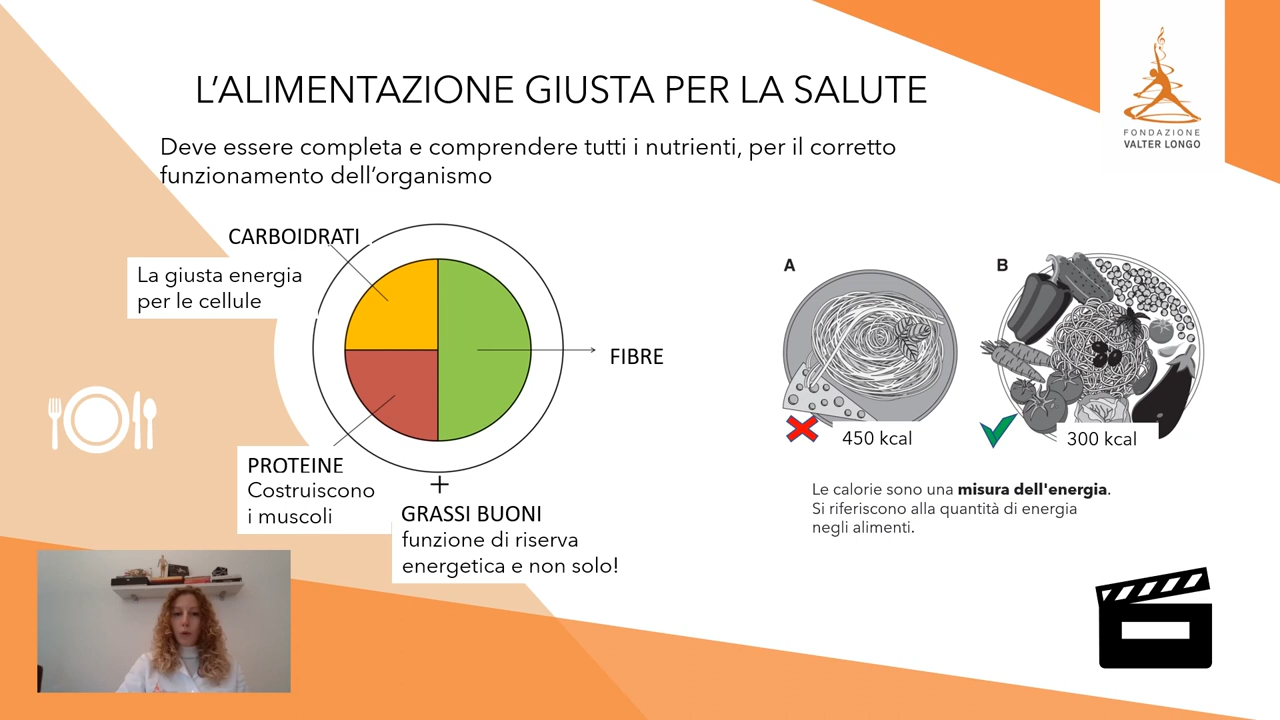 L'ALIMENTAZIONE GIUSTA PER LA SALUTE
FONDAZIONE
VALTER LONGO
Deve essere completa e comprendere tutti i nutrienti, per il corretto
funzionamento dell'organismo
CARBOIDRATI
La giusta energia
per le cellule
FIBRE
PROTEINE
Costruiscono
i muscoli
+
GRASSI BUONI
funzione di riserva
energetica e non solo!
A
B
450 kcal
300 kcal
Le calorie sono una misura dell'energia.
Si riferiscono alla quantità di energia
negli alimenti.